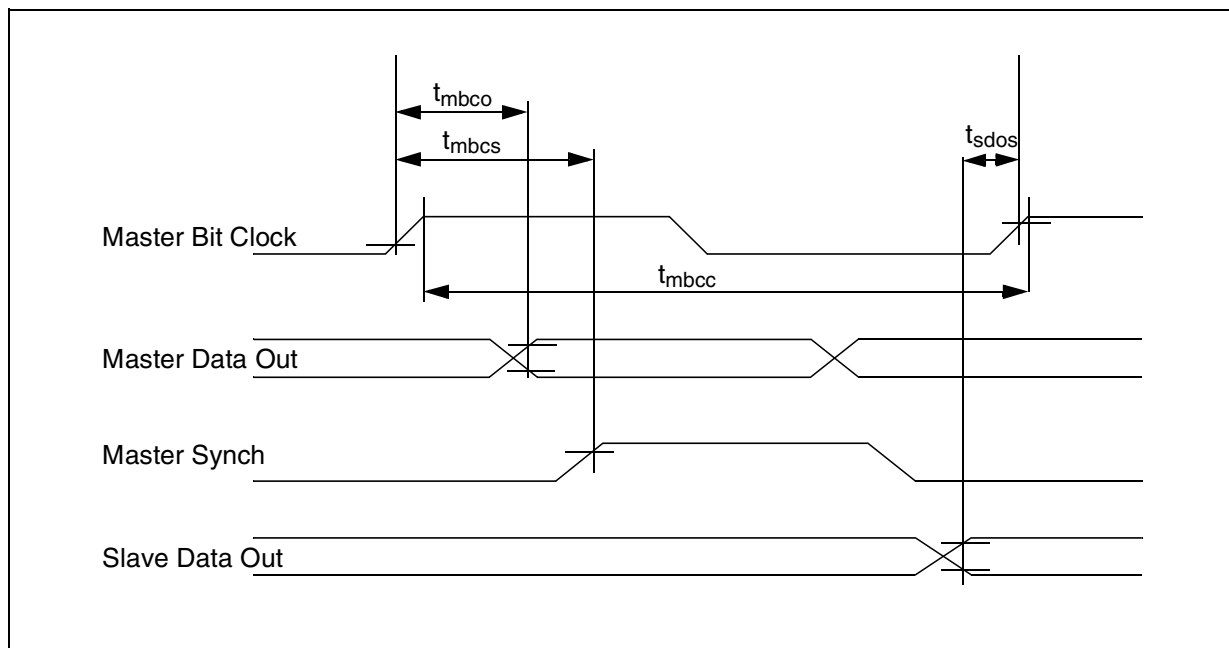 tmbco
tmbcs
tsdos
Master Bit Clock
tmbcc
Master Data Out
Master Synch
Slave Data Out